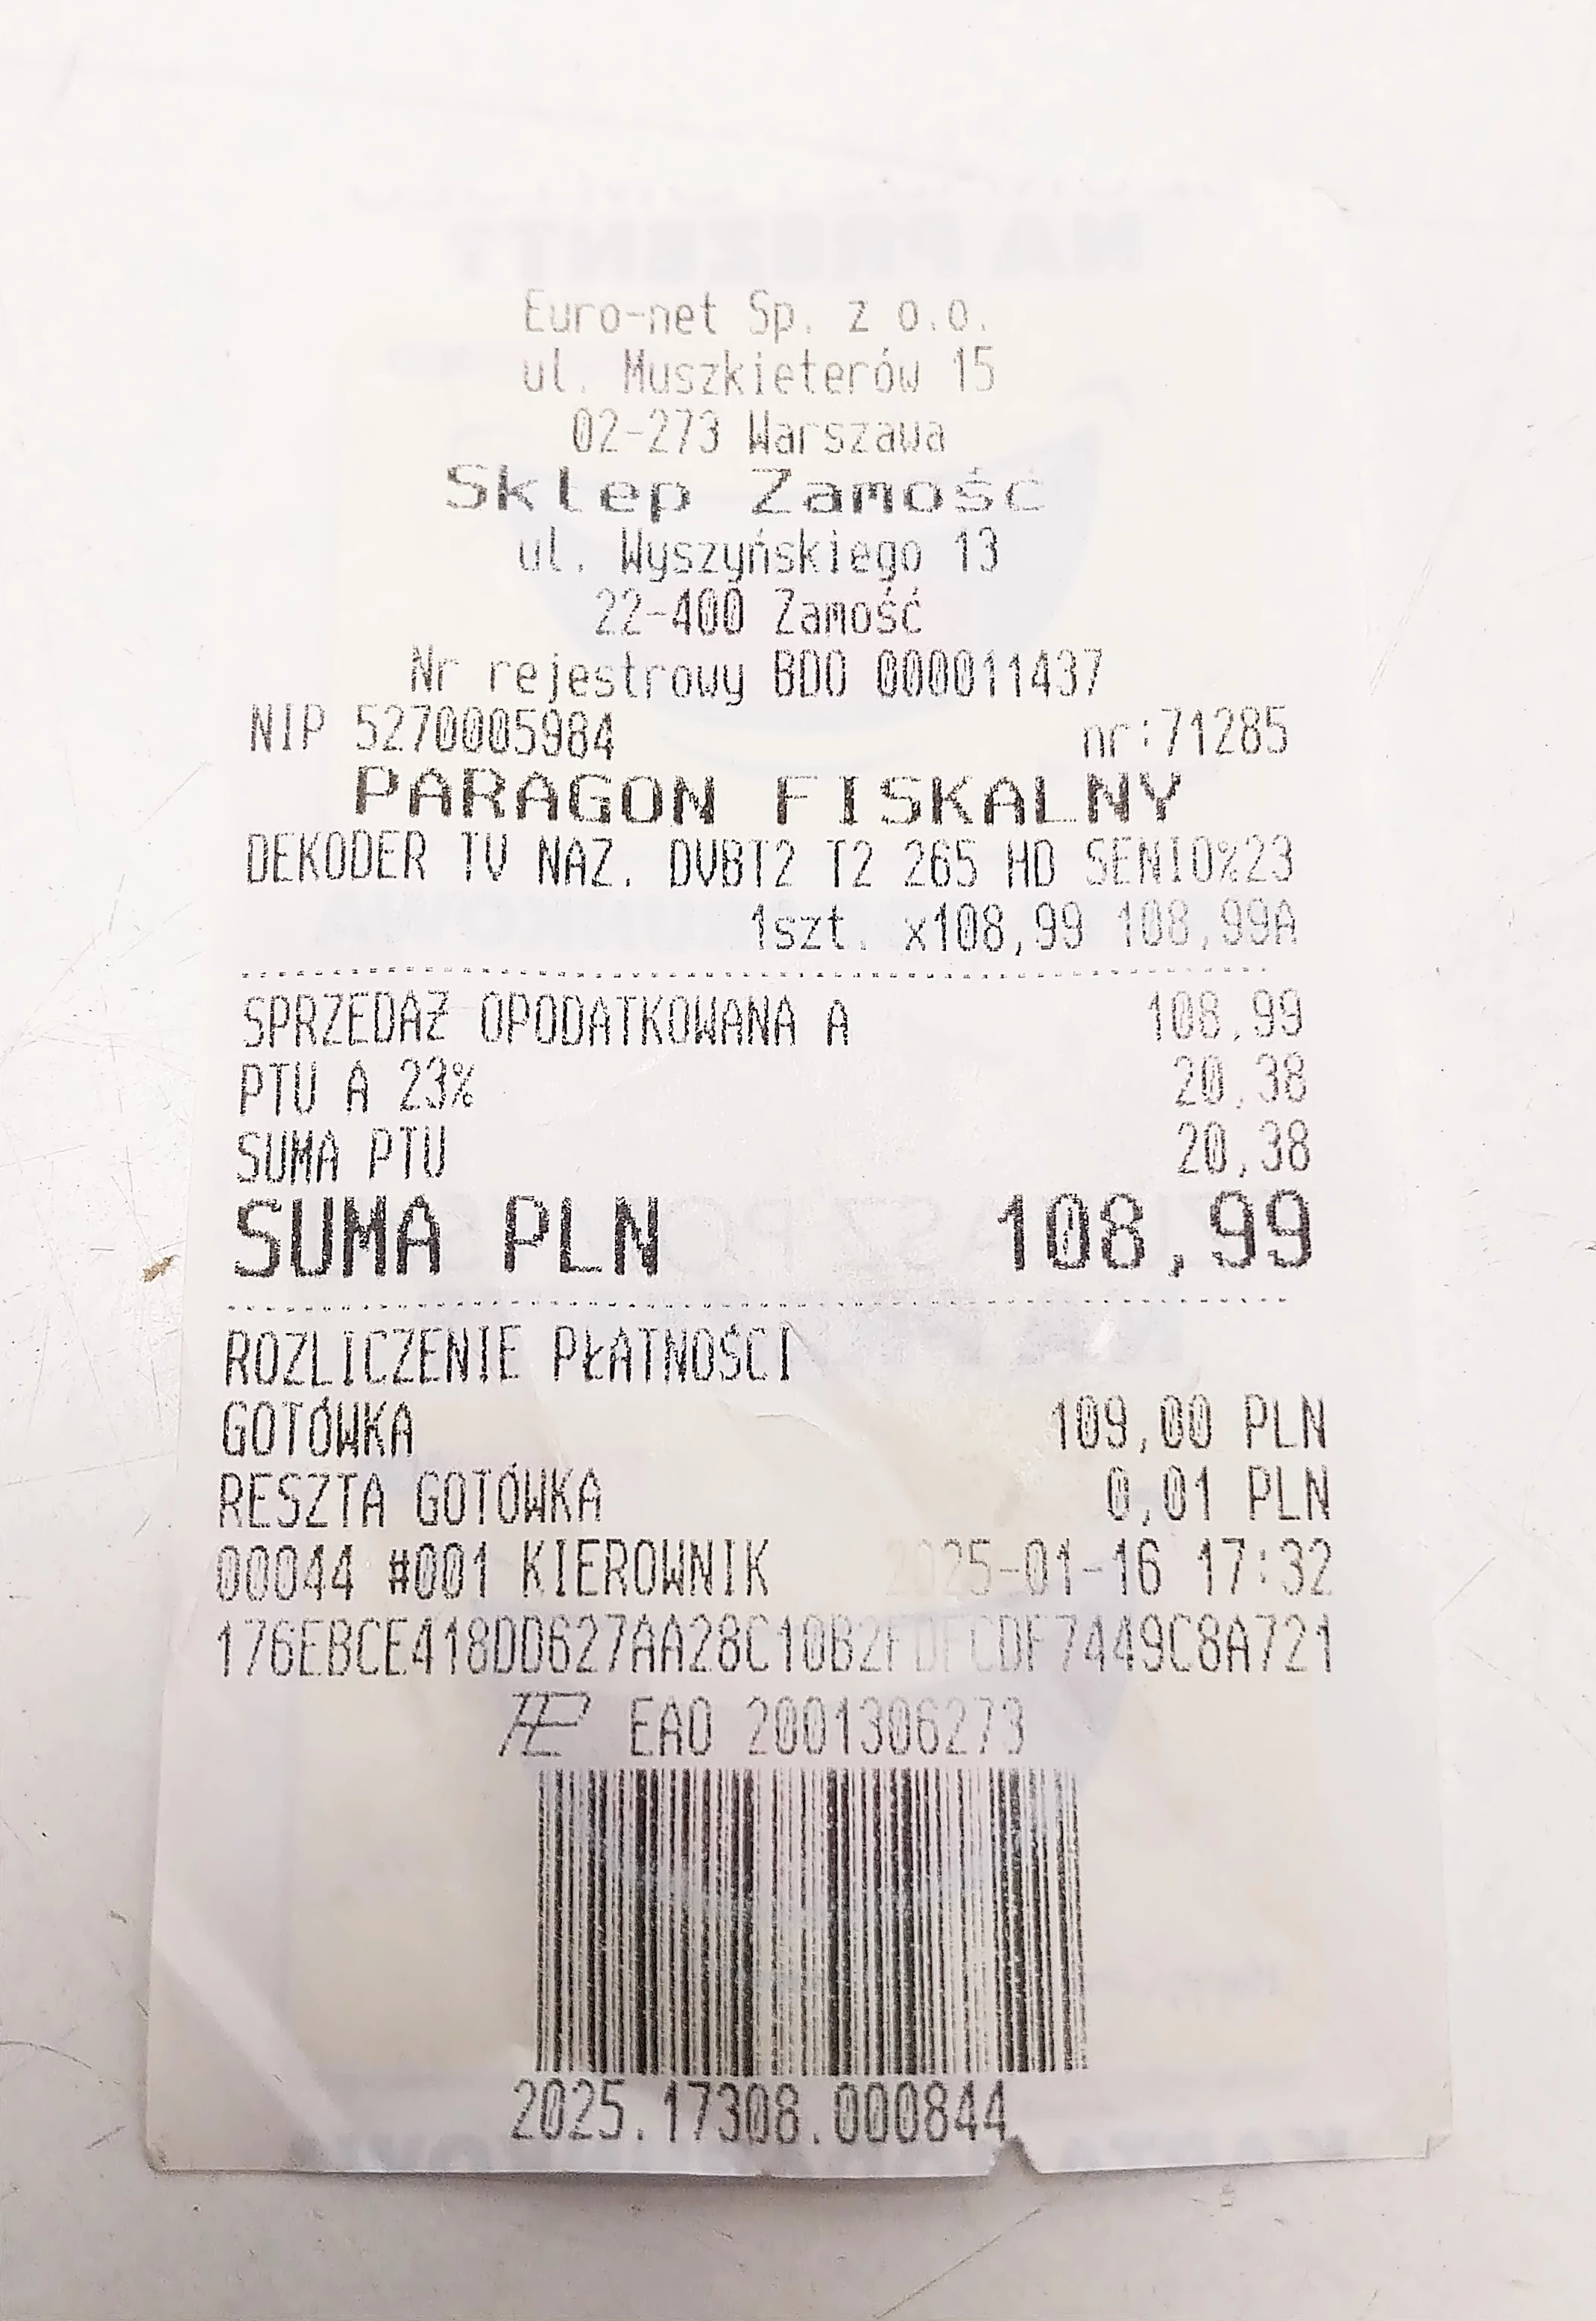 Euro-net Sp. z o.o.
ul. Muszkieterów 15
02-273 Warszawa
Sklep Zamość
ul. Wyszyńskiego 13
22-400 Zamość
Nr rejestrowy BDO 000011437
NIP 5270005984 nr:71285
PARAGON FISKALNY
DEKODER TV NAZ. DVBT2 T2 265 HD SENIO%23
1szt. x108,99 108,99A
SPRZEDAŻ OPODATKOWANA A 108,99
PTU A 23% 20,38
SUMA PTU 20,38
SUMA PLN 108,99
ROZLICZENIE PŁATNOŚCI
GOTÓWKA 109,00 PLN
RESZTA GOTÓWKA 0,01 PLN
00044 #001 KIEROWNIK 2025-01-16 17:32
EAO 2001306273
2025.17308.000844